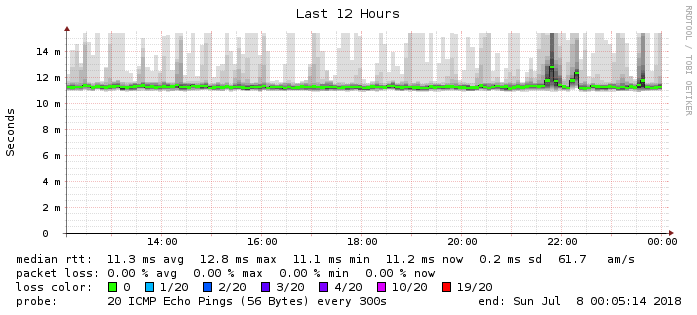 Last 12 Hours
RRDTOOL / TOBI OETIKER
Seconds
14 m
12 m
10 m
8 m
6 m
4 m
2 m
0
14:00 16:00 18:00 20:00 22:00 00:00
median rtt: 11.3 ms avg 12.8 ms max 11.1 ms min 11.2 ms now 0.2 ms sd 61.7 am/s
packet loss: 0.00 % avg 0.00 % max 0.00 % min 0.00 % now
loss color: 0 1/20 2/20 3/20 4/20 10/20 19/20
probe: 20 ICMP Echo Pings (56 Bytes) every 300s end: Sun Jul 8 00:05:14 2018